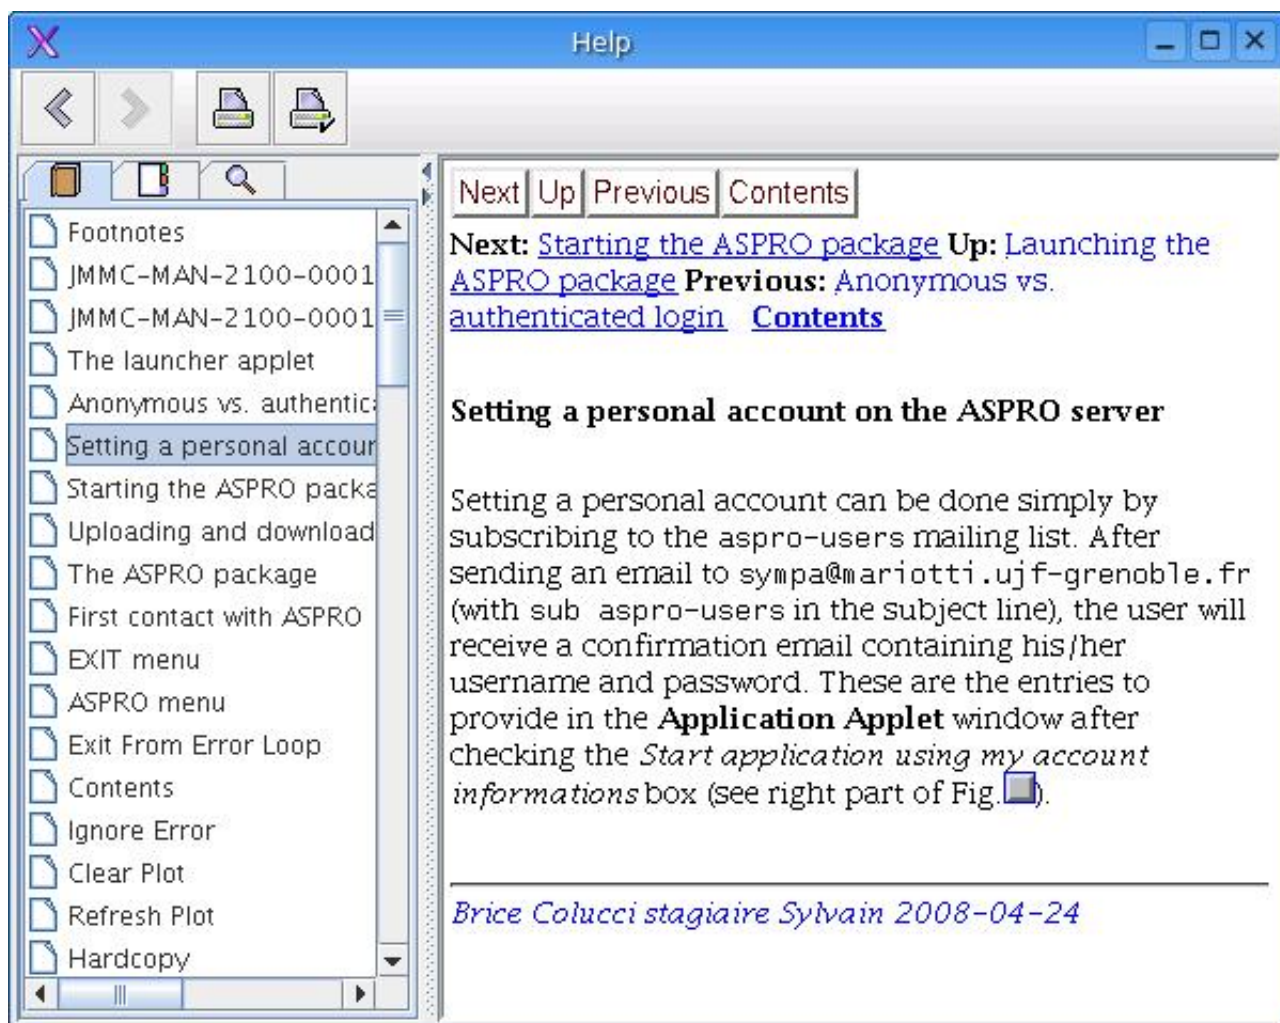 Help
Footnotes
JMMC-MAN-2100-0001
JMMC-MAN-2100-0001
The launcher applet
Anonymous vs. authentic
Setting a personal accour
Starting the ASPRO packa
Uploading and download
The ASPRO package
First contact with ASPRO
EXIT menu
ASPRO menu
Exit From Error Loop
Contents
Ignore Error
Clear Plot
Refresh Plot
Hardcopy
Next Up Previous Contents
Next: Starting the ASPRO package Up: Launching the
ASPRO package Previous: Anonymous vs.
authenticated login Contents
Setting a personal account on the ASPRO server
Setting a personal account can be done simply by
subscribing to the aspro-users mailing list. After
sending an email to sympa@mariotti.ujf-grenoble.fr
(with sub aspro-users in the subject line), the user will
receive a confirmation email containing his/her
username and password. These are the entries to
provide in the Application Applet window after
checking the Start application using my account
informations box (see right part of Fig. ).
Brice Colucci stagiaire Sylvain 2008-04-24